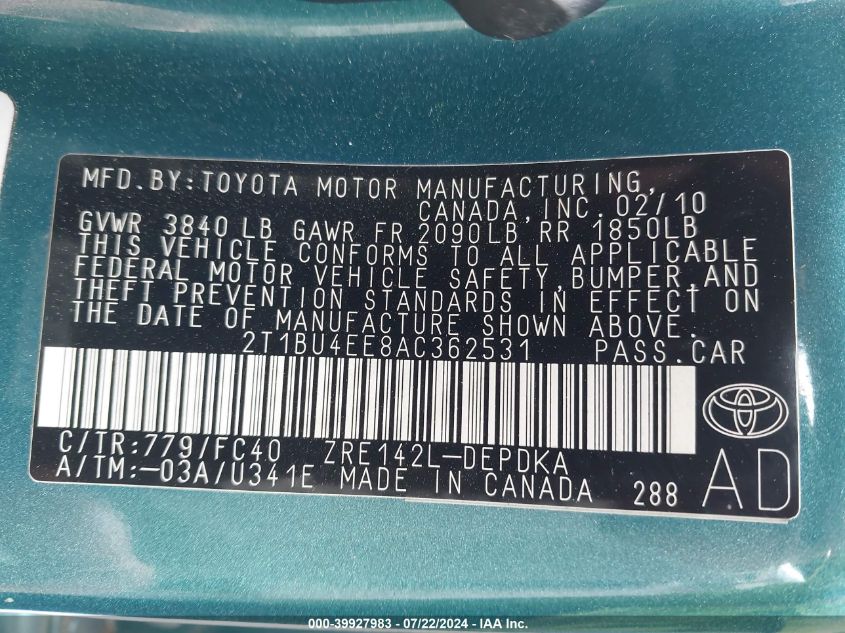 MFD.BY:TOYOTA MOTOR MANUFACTURING,
CANADA,INC. 02/10
GVWR 3840 LB GAWR FR 2090LB RR 1850LB
THIS VEHICLE CONFORMS TO ALL APPLICABLE
FEDERAL MOTOR VEHICLE SAFETY,BUMPER,AND
THEFT PREVENTION STANDARDS IN EFFECT ON
THE DATE OF MANUFACTURE SHOWN ABOVE.
2T1BU4EE8AC362531 PASS.CAR
C/TR:779/FC40 ZRE142L-DEPDKA
A/TM:-03A/U341E MADE IN CANADA 288 AD
000-39927983 / 07/22/2024 - IAA Inc.